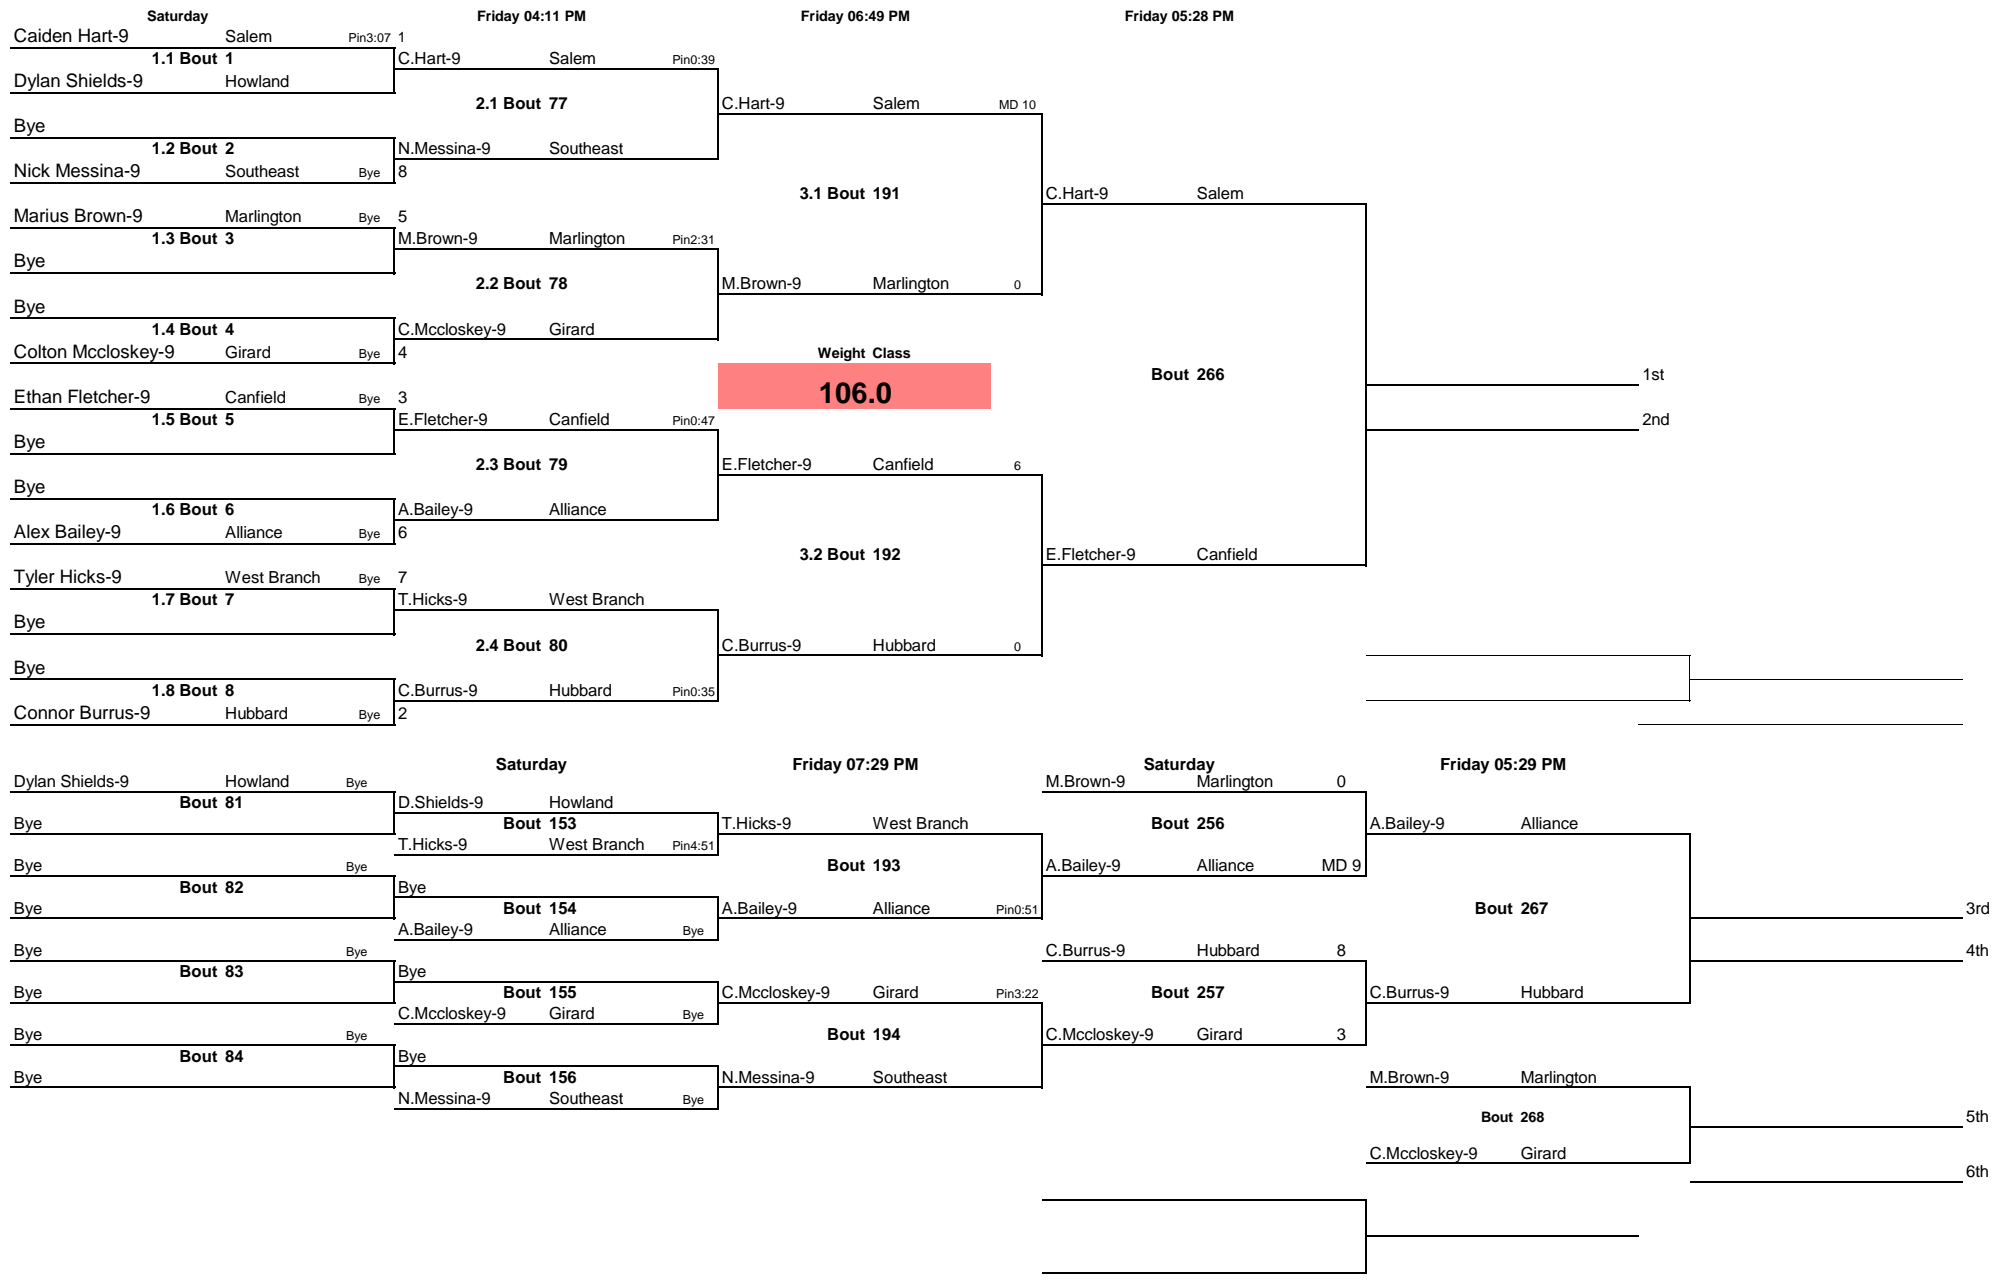 Saturday Friday 04:11 PM Friday 06:49 PM Friday 05:28 PM
Caiden Hart-9 Salem Pin3:07 1
1.1 Bout 1 C.Hart-9 Salem Pin0:39
Dylan Shields-9 Howland
2.1 Bout 77 C.Hart-9 Salem MD 10
Bye
1.2 Bout 2 N.Messina-9 Southeast
Nick Messina-9 Southeast Bye 8
3.1 Bout 191 C.Hart-9 Salem
Marius Brown-9 Marlington Bye 5
1.3 Bout 3 M.Brown-9 Marlington Pin2:31
Bye
2.2 Bout 78 M.Brown-9 Marlington 0
Bye
1.4 Bout 4 C.Mccloskey-9 Girard
Colton Mccloskey-9 Girard Bye 4 Weight Class
Bout 266 1st
106.0
Ethan Fletcher-9 Canfield Bye 3
1.5 Bout 5 E.Fletcher-9 Canfield Pin0:47 2nd
Bye
2.3 Bout 79 E.Fletcher-9 Canfield 6
Bye
1.6 Bout 6 A.Bailey-9 Alliance
Alex Bailey-9 Alliance Bye 6
3.2 Bout 192 E.Fletcher-9 Canfield
Tyler Hicks-9 West Branch Bye 7
1.7 Bout 7 T.Hicks-9 West Branch
Bye
2.4 Bout 80 C.Burrus-9 Hubbard 0
Bye
1.8 Bout 8 C.Burrus-9 Hubbard Pin0:35
Connor Burrus-9 Hubbard Bye 2
Saturday Friday 07:29 PM Saturday Friday 05:29 PM
Dylan Shields-9 Howland Bye M.Brown-9 Marlington 0
Bout 81 D.Shields-9 Howland
Bye Bout 153 T.Hicks-9 West Branch Bout 256 A.Bailey-9 Alliance
T.Hicks-9 West Branch Pin4:51
Bye Bye Bout 193 A.Bailey-9 Alliance MD 9
Bout 82 Bye
Bye Bout 154 A.Bailey-9 Alliance Pin0:51 Bout 267 3rd
A.Bailey-9 Alliance Bye
Bye Bye C.Burrus-9 Hubbard 8 4th
Bout 83 Bye
Bye Bout 155 C.Mccloskey-9 Girard Pin3:22 Bout 257 C.Burrus-9 Hubbard
C.Mccloskey-9 Girard Bye
Bye Bye Bout 194 C.Mccloskey-9 Girard 3
Bout 84 Bye
Bye Bout 156 N.Messina-9 Southeast M.Brown-9 Marlington
N.Messina-9 Southeast Bye
Bout 268 5th
C.Mccloskey-9 Girard
6th